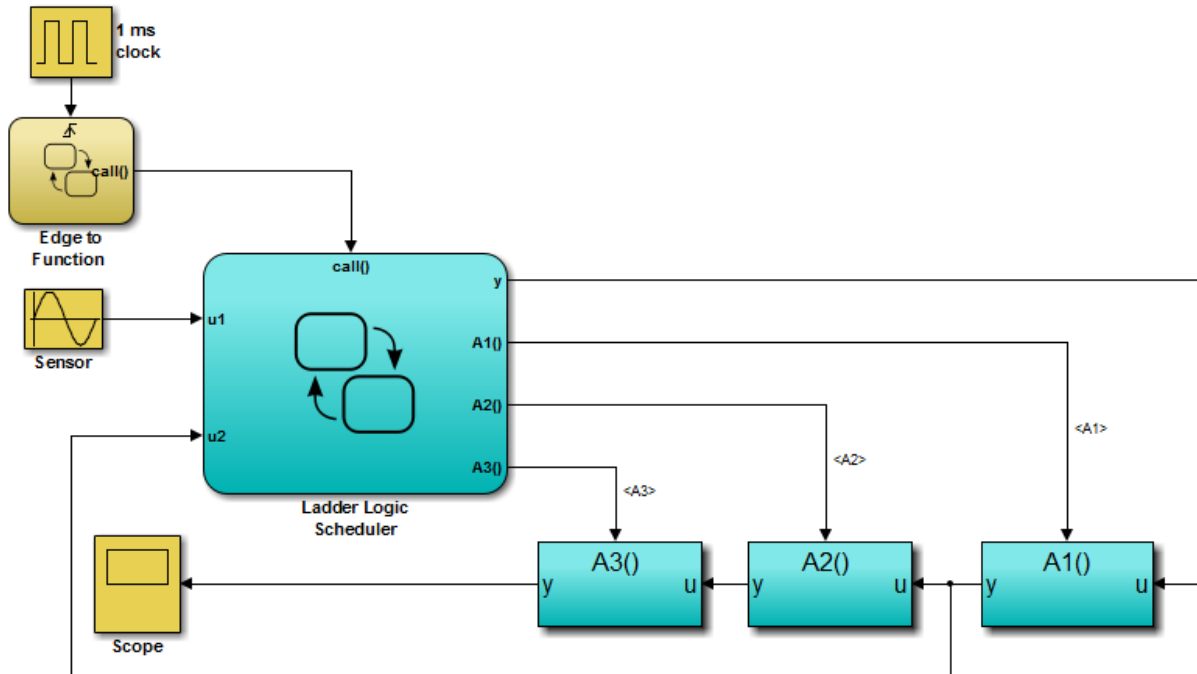 1 ms
clock
call()
Edge to
Function
call()
y
u1
Sensor
A1()
A2()
u2
A3()
<A1>
<A2>
<A3>
Ladder Logic
Scheduler
A3()
y
u
A2()
y
u
A1()
y
u
Scope